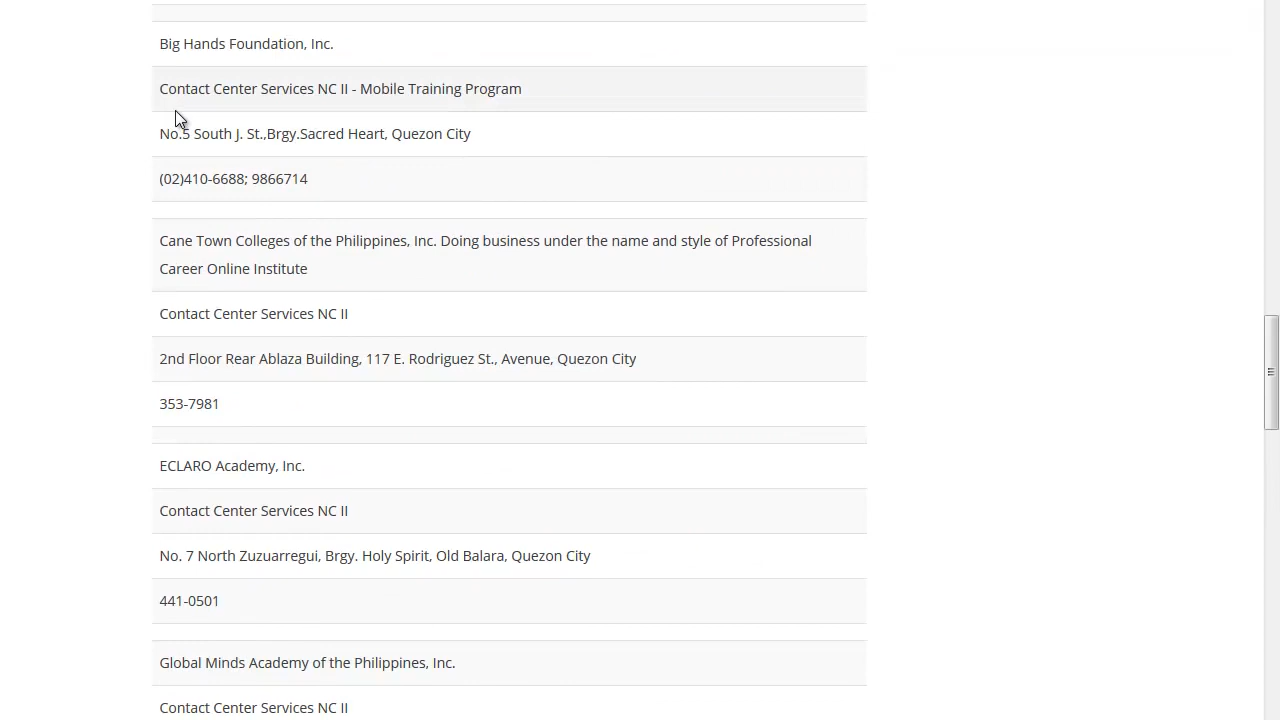 Big Hands Foundation, Inc.
Contact Center Services NC II - Mobile Training Program
No.5 South J. St.,Brgy.Sacred Heart, Quezon City
(02)410-6688; 9866714
Cane Town Colleges of the Philippines, Inc. Doing business under the name and style of Professional
Career Online Institute
Contact Center Services NC II
2nd Floor Rear Ablaza Building, 117 E. Rodriguez St., Avenue, Quezon City
353-7981
ECLARO Academy, Inc.
Contact Center Services NC II
No. 7 North Zuzuarregui, Brgy. Holy Spirit, Old Balara, Quezon City
441-0501
Global Minds Academy of the Philippines, Inc.
Contact Center Services NC II